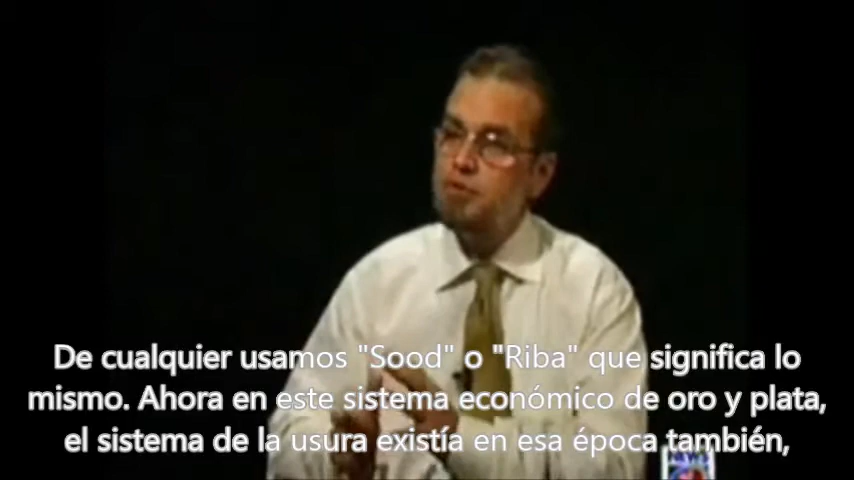 De cualquier usamos "Sood" o "Riba" que significa lo
mismo. Ahora en este sistema económico de oro y plata,
el sistema de la usura existía en esa época también,